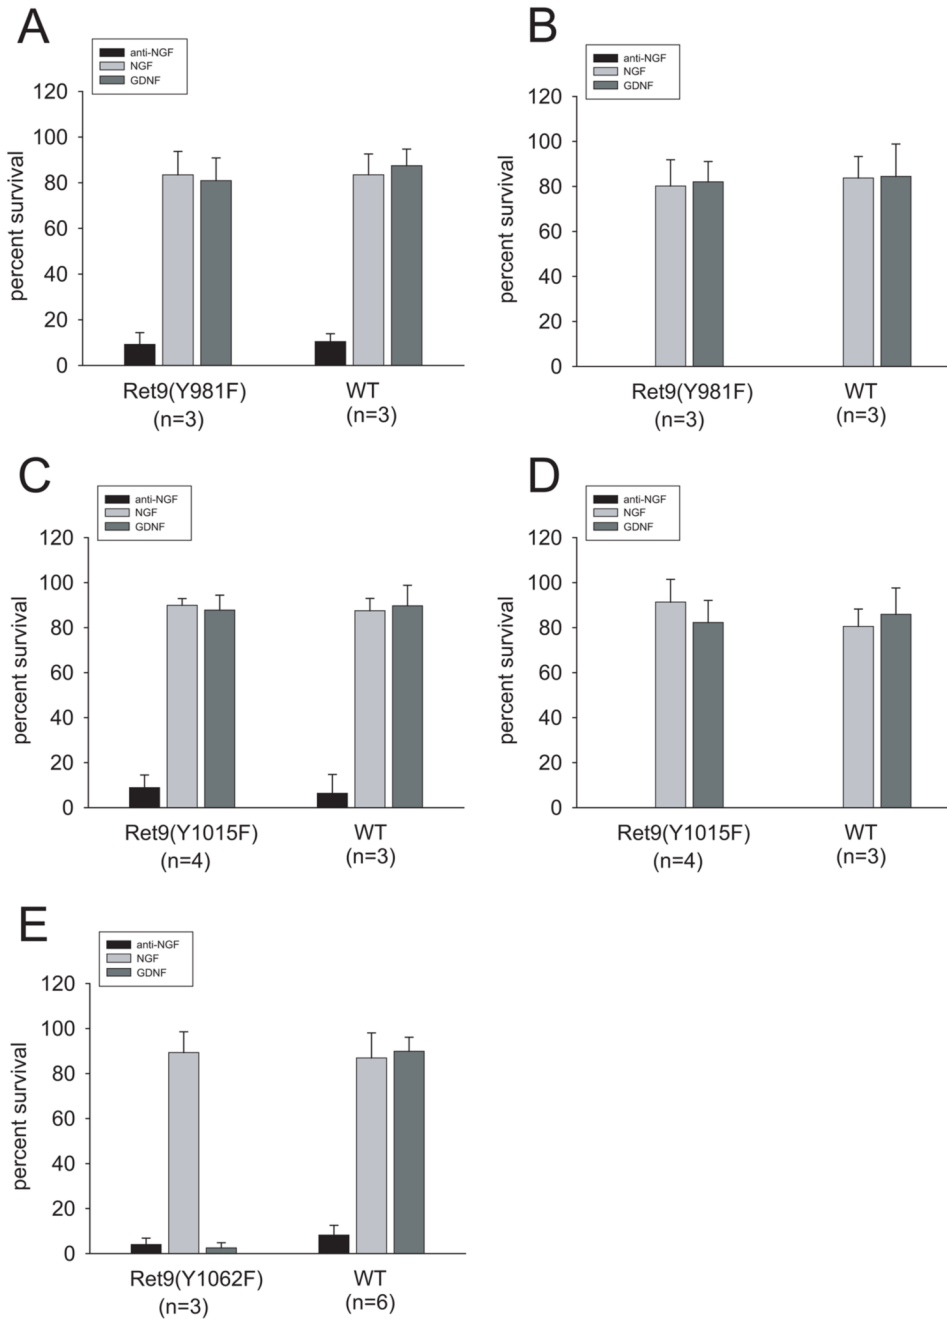 A
anti-NGF
NGF
GDNF
120
100
80
60
40
20
0
percent survival
Ret9(Y981F)
(n=3)
WT
(n=3)
B
anti-NGF
NGF
GDNF
120
100
80
60
40
20
0
percent survival
Ret9(Y981F)
(n=3)
WT
(n=3)
C
anti-NGF
NGF
GDNF
120
100
80
60
40
20
0
percent survival
Ret9(Y1015F)
(n=4)
WT
(n=3)
D
anti-NGF
NGF
GDNF
120
100
80
60
40
20
0
percent survival
Ret9(Y1015F)
(n=4)
WT
(n=3)
E
anti-NGF
NGF
GDNF
120
100
80
60
40
20
0
percent survival
Ret9(Y1062F)
(n=3)
WT
(n=6)